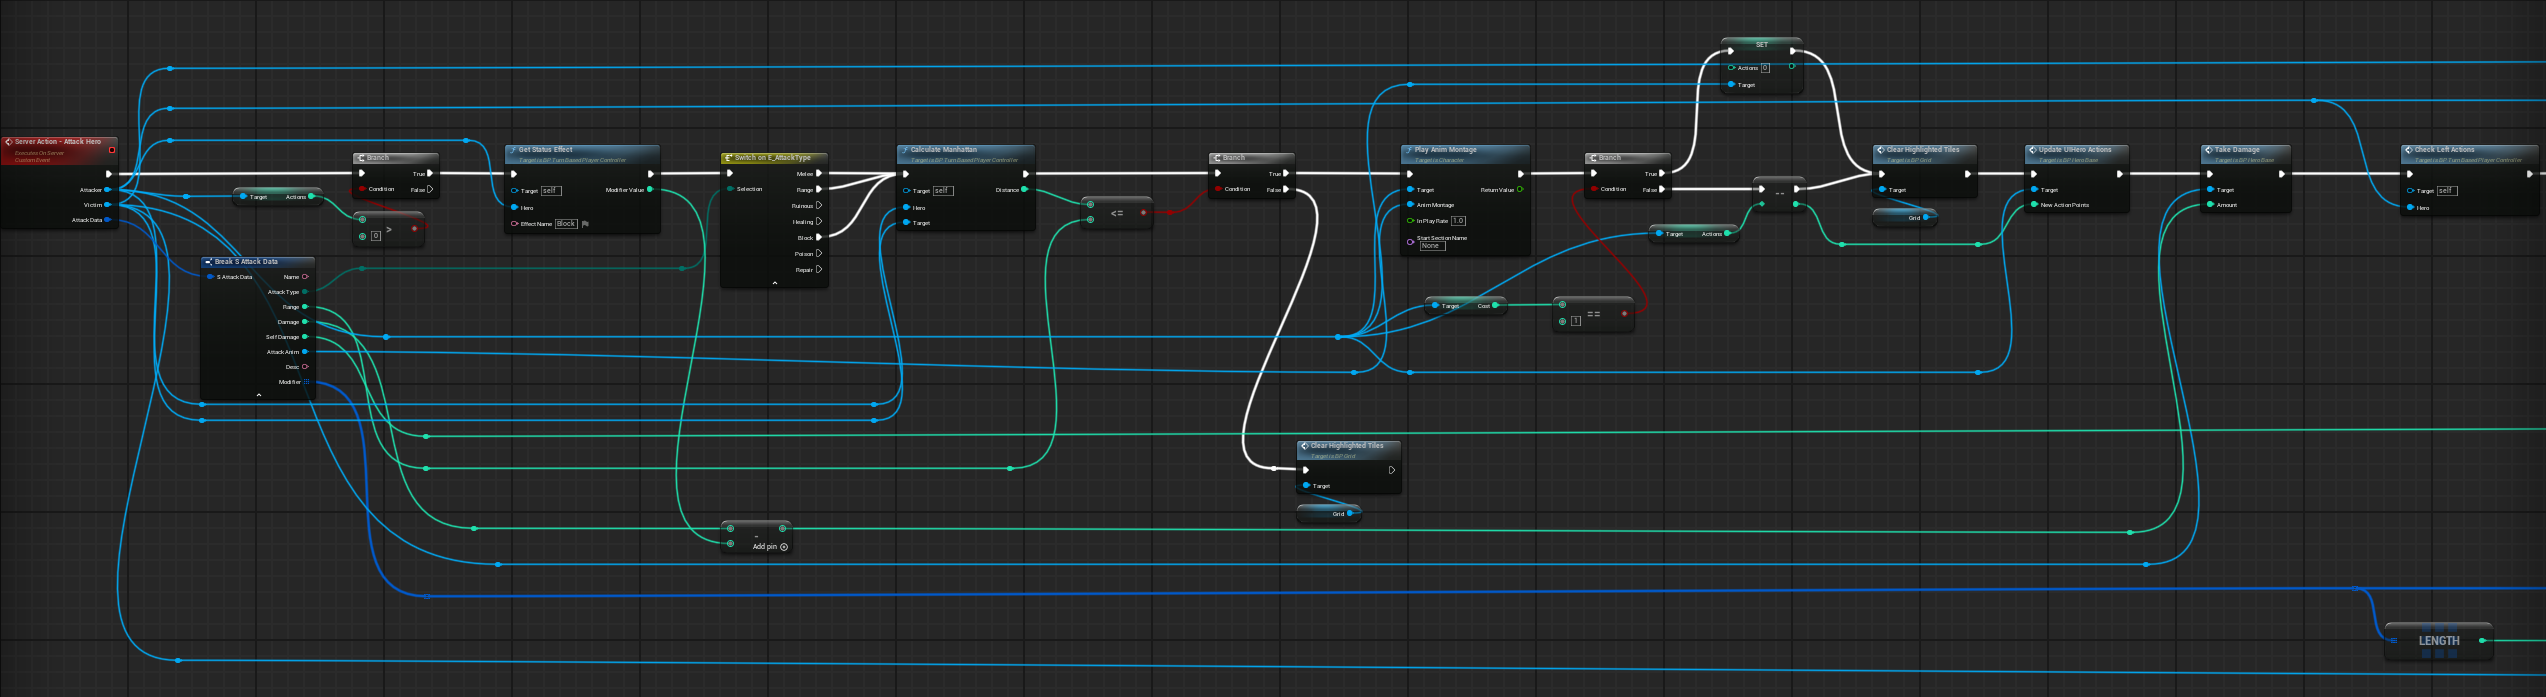 Server Action - Attack Hero
Executes On Server
Custom Event
Attacker
Victim
Attack Data
Target Actions
Branch
True
Condition False
0
>
Break S Attack Data
S Attack Data Name
Attack Type
Range
Damage
Self Damage
Attack Anim
Desc
Modifier
Get Status Effect
Target is BP Turn Based Player Controller
Target self Modifier Value
Hero
Effect Name Block
Switch on E_AttackType
Melee
Selection Range
Ruinous
Healing
Block
Poison
Repair
-
Add pin
Calculate Manhattan
Target is BP Turn Based Player Controller
Target self Distance
Hero
Target
<=
Branch
True
Condition False
Clear Highlighted Tiles
Target is BP Grid
Target
Grid
Play Anim Montage
Target is Character
Target Return Value
Anim Montage
In Play Rate 1.0
Start Section Name
None
Target Cost
1
==
Branch
True
Condition False
Target Actions
SET
Actions 0
Target
--
Clear Highlighted Tiles
Target is BP Grid
Target
Grid
Update UIHero Actions
Target is BP Hero Base
Target
New Action Points
Take Damage
Target is BP Hero Base
Target
Amount
Check Left Actions
Target is BP Turn Based Player Controller
Target self
Hero
LENGTH